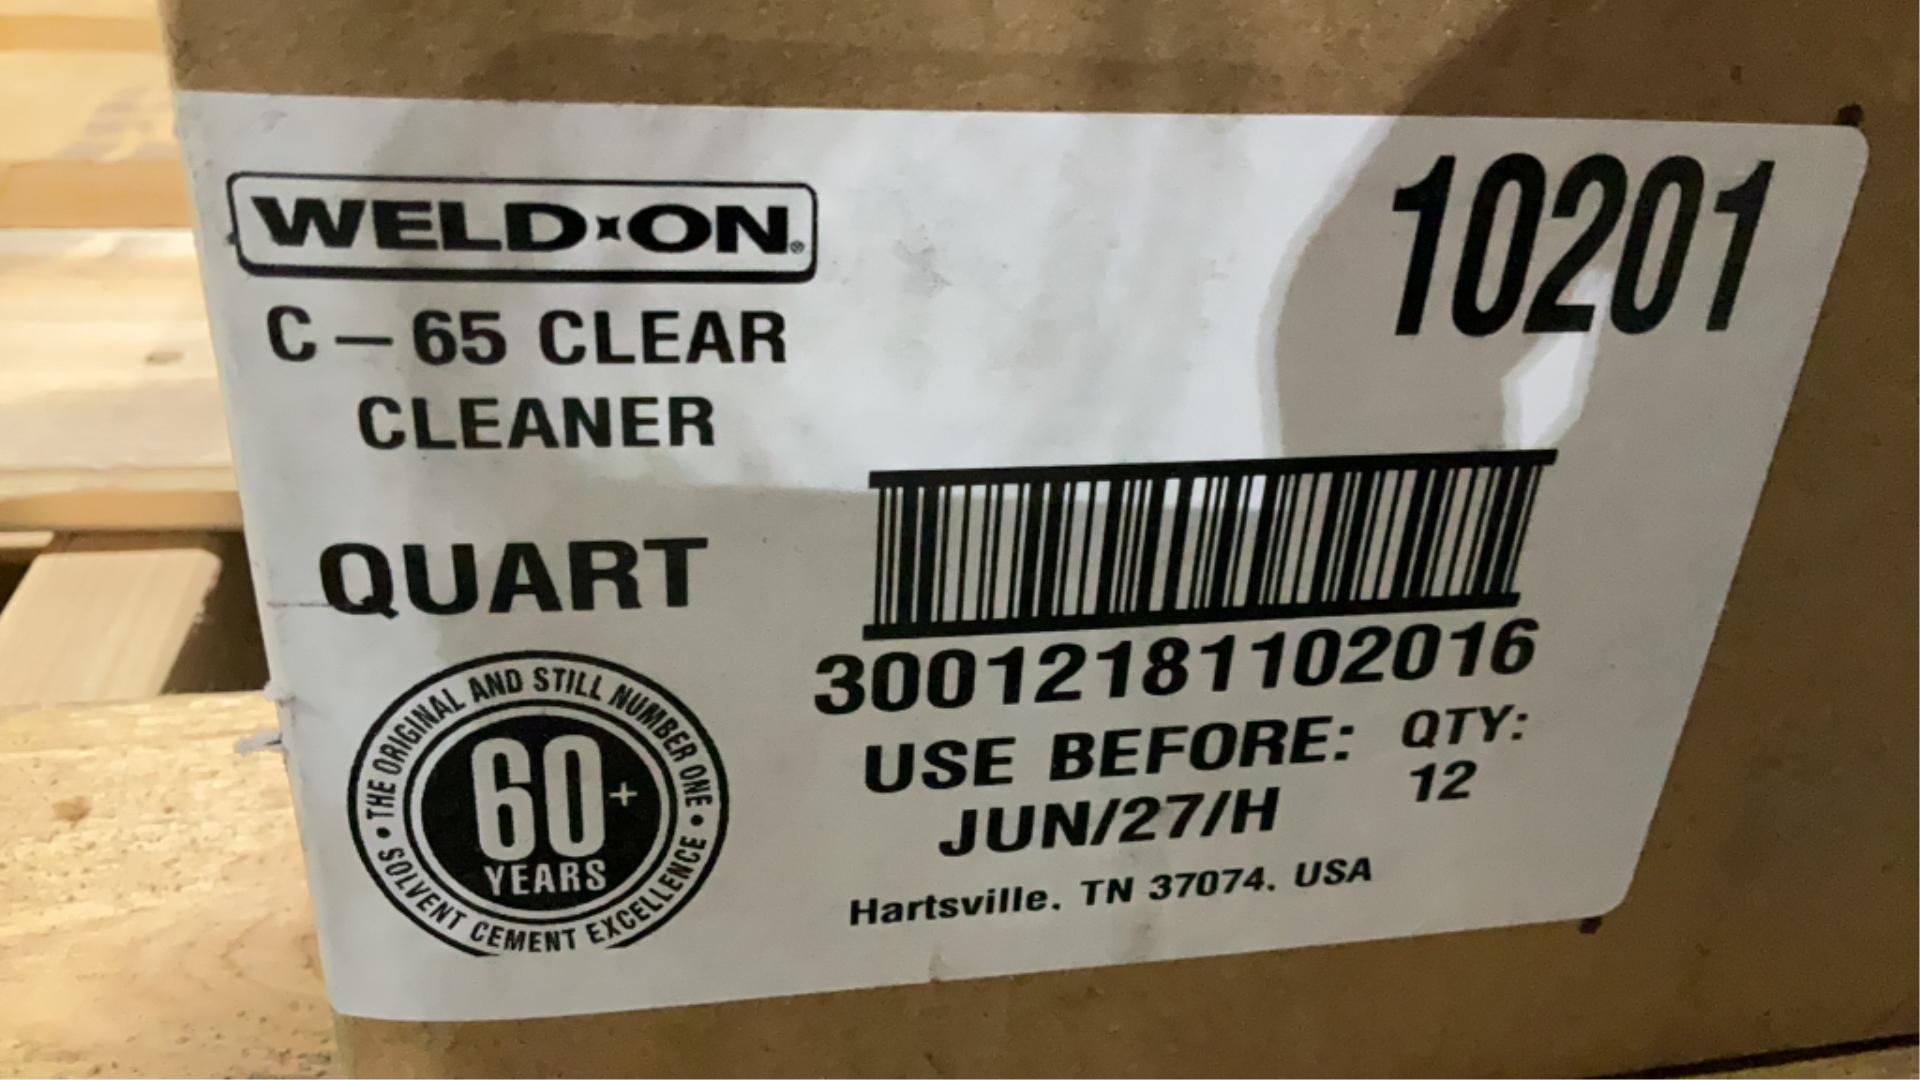 WELD-ON®
10201
C – 65 CLEAR
CLEANER
QUART
30012181102016
USE BEFORE: QTY:
JUN/27/H 12
Hartsville. TN 37074. USA
• THE ORIGINAL AND STILL NUMBER ONE •
60+
YEARS
SOLVENT CEMENT EXCELLENCE